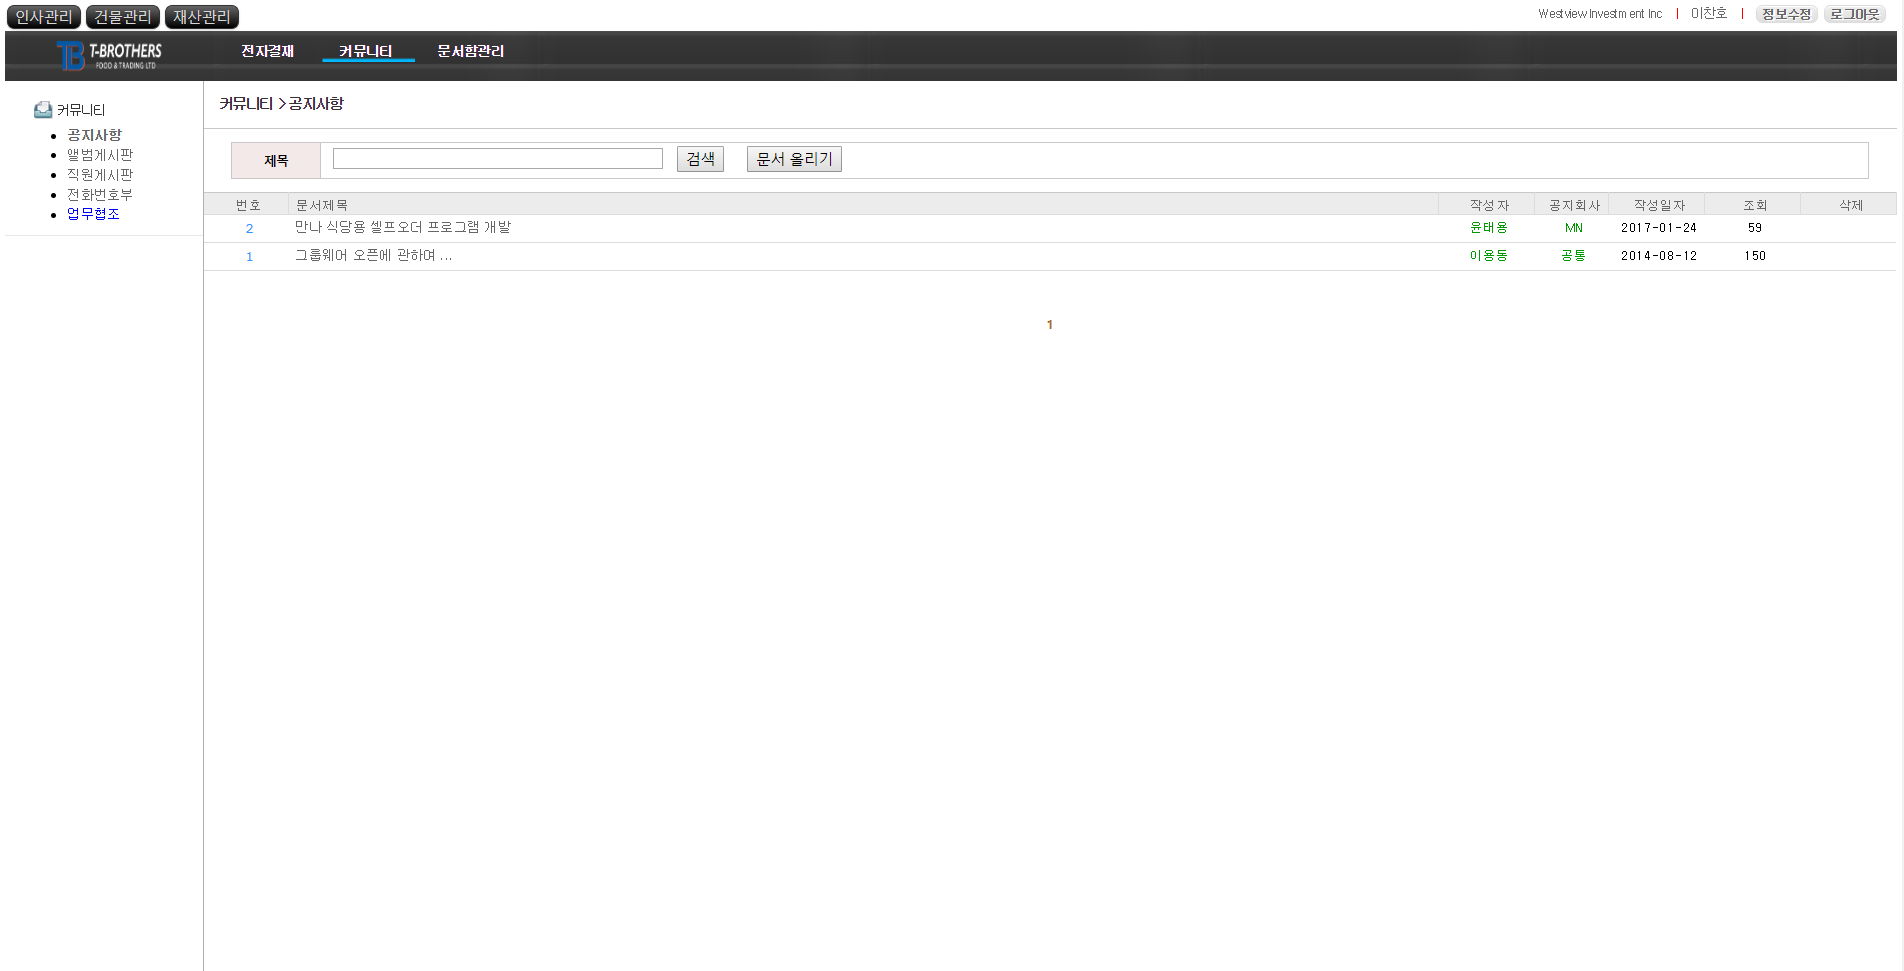 인사관리 건물관리 재산관리
Westview Investment Inc | 이찬호 | 정보수정 로그아웃
TB T-BROTHERS
FOOD & TRADING LTD
전자결재 커뮤니티 문서함관리
커뮤니티
공지사항
앨범게시판
직원게시판
전화번호부
업무협조
커뮤니티 > 공지사항
제목 검색 문서 올리기
번호 문서제목 작성자 공지회사 작성일자 조회 삭제
2 만나 식당용 셀프오더 프로그램 개발 윤태용 MN 2017-01-24 59
1 그룹웨어 오픈에 관하여 ... 이용동 공통 2014-08-12 150
1